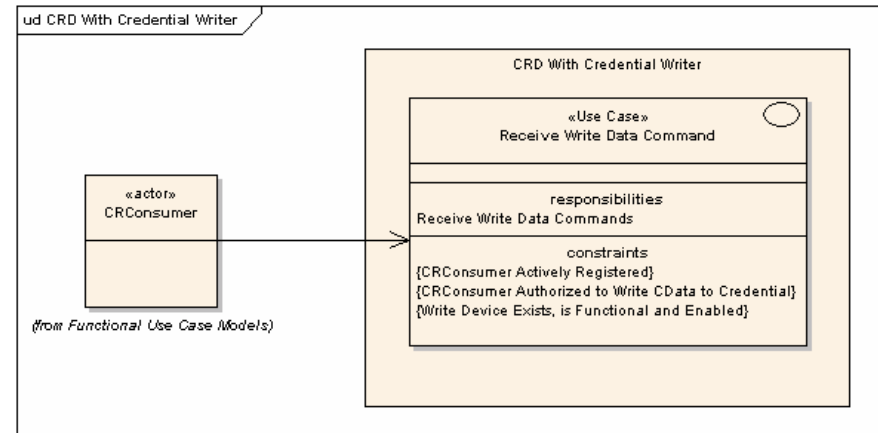 ud CRD With Credential Writer
CRD With Credential Writer
«Use Case»
Receive Write Data Command
responsibilities
Receive Write Data Commands
constraints
{CRConsumer Actively Registered}
{CRConsumer Authorized to Write CData to Credential}
{Write Device Exists, is Functional and Enabled}
«actor»
CRConsumer
(from Functional Use Case Models)